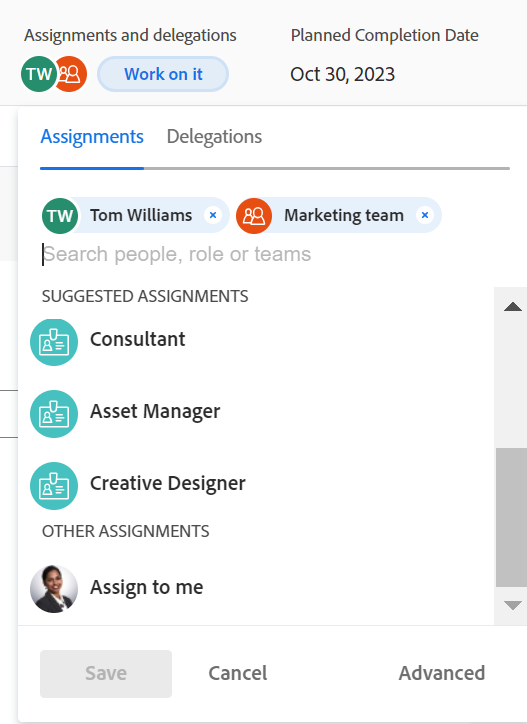 Assignments and delegations Planned Completion Date
TW Work on it Oct 30, 2023
Assignments Delegations
TW Tom Williams × Marketing team ×
Search people, role or teams
SUGGESTED ASSIGNMENTS
Consultant
Asset Manager
Creative Designer
OTHER ASSIGNMENTS
Assign to me
Save Cancel Advanced